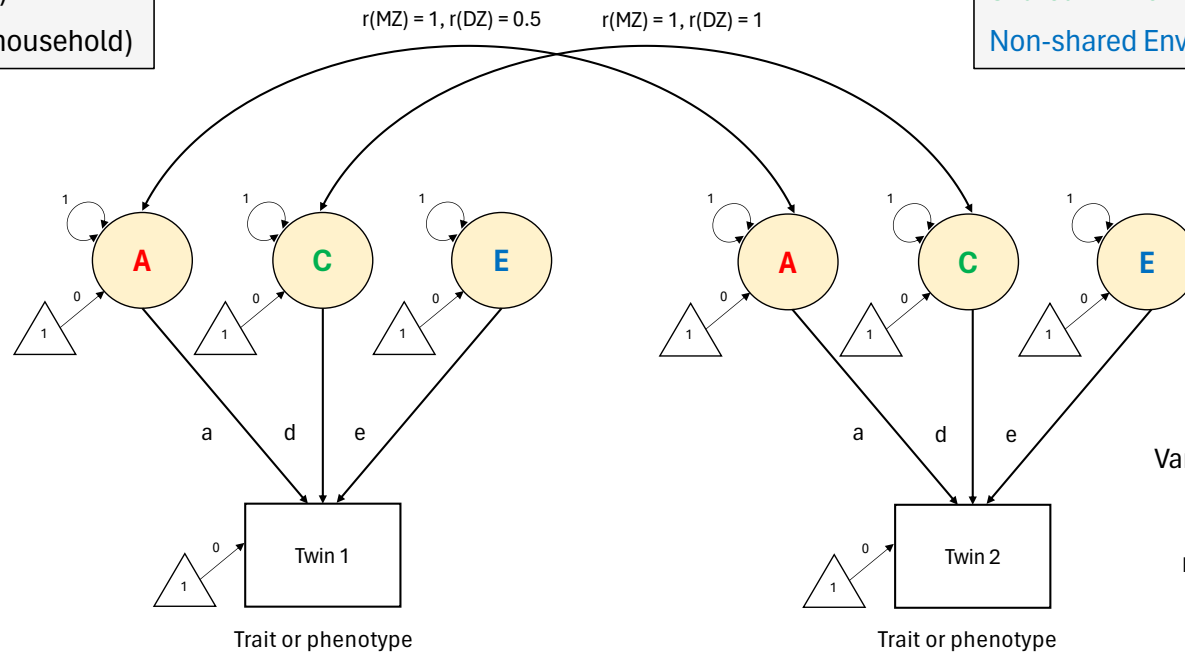 household)
Non-shared Env
r(MZ) = 1, r(DZ) = 0.5
r(MZ) = 1, r(DZ) = 1
1
1
1
1
1
1
A
C
E
A
C
E
0
0
0
0
0
0
1
1
1
1
1
1
a
d
e
a
d
e
Var
0
Twin 1
0
Twin 2
1
1
Trait or phenotype
Trait or phenotype